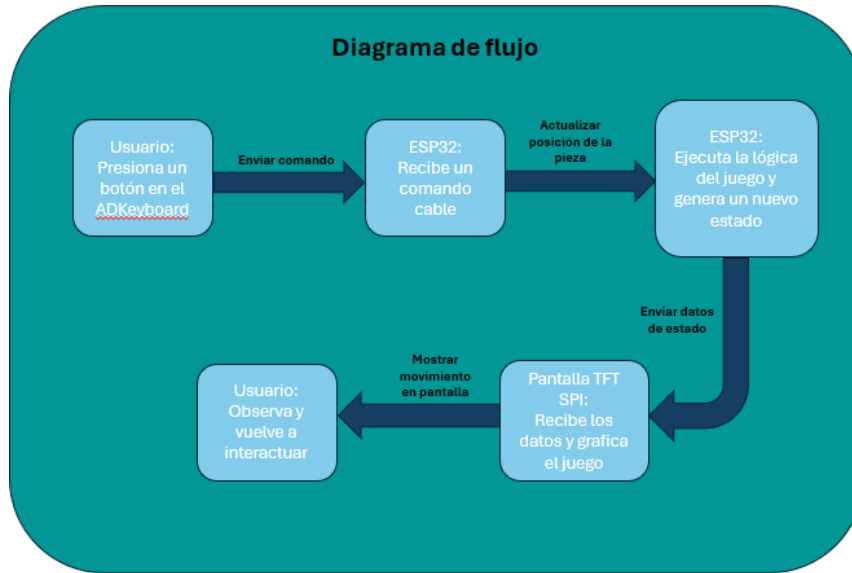 Diagrama de flujo
Usuario:
Presiona un
botón en el
ADKeyboard
Enviar comando
ESP32:
Recibe un
comando
cable
Actualizar
posición de la
pieza
ESP32:
Ejecuta la lógica
del juego y
genera un nuevo
estado
Enviar datos
de estado
Pantalla TFT
SPI:
Recibe los
datos y grafica
el juego
Mostrar
movimiento
en pantalla
Usuario:
Observa y
vuelve a
interactuar